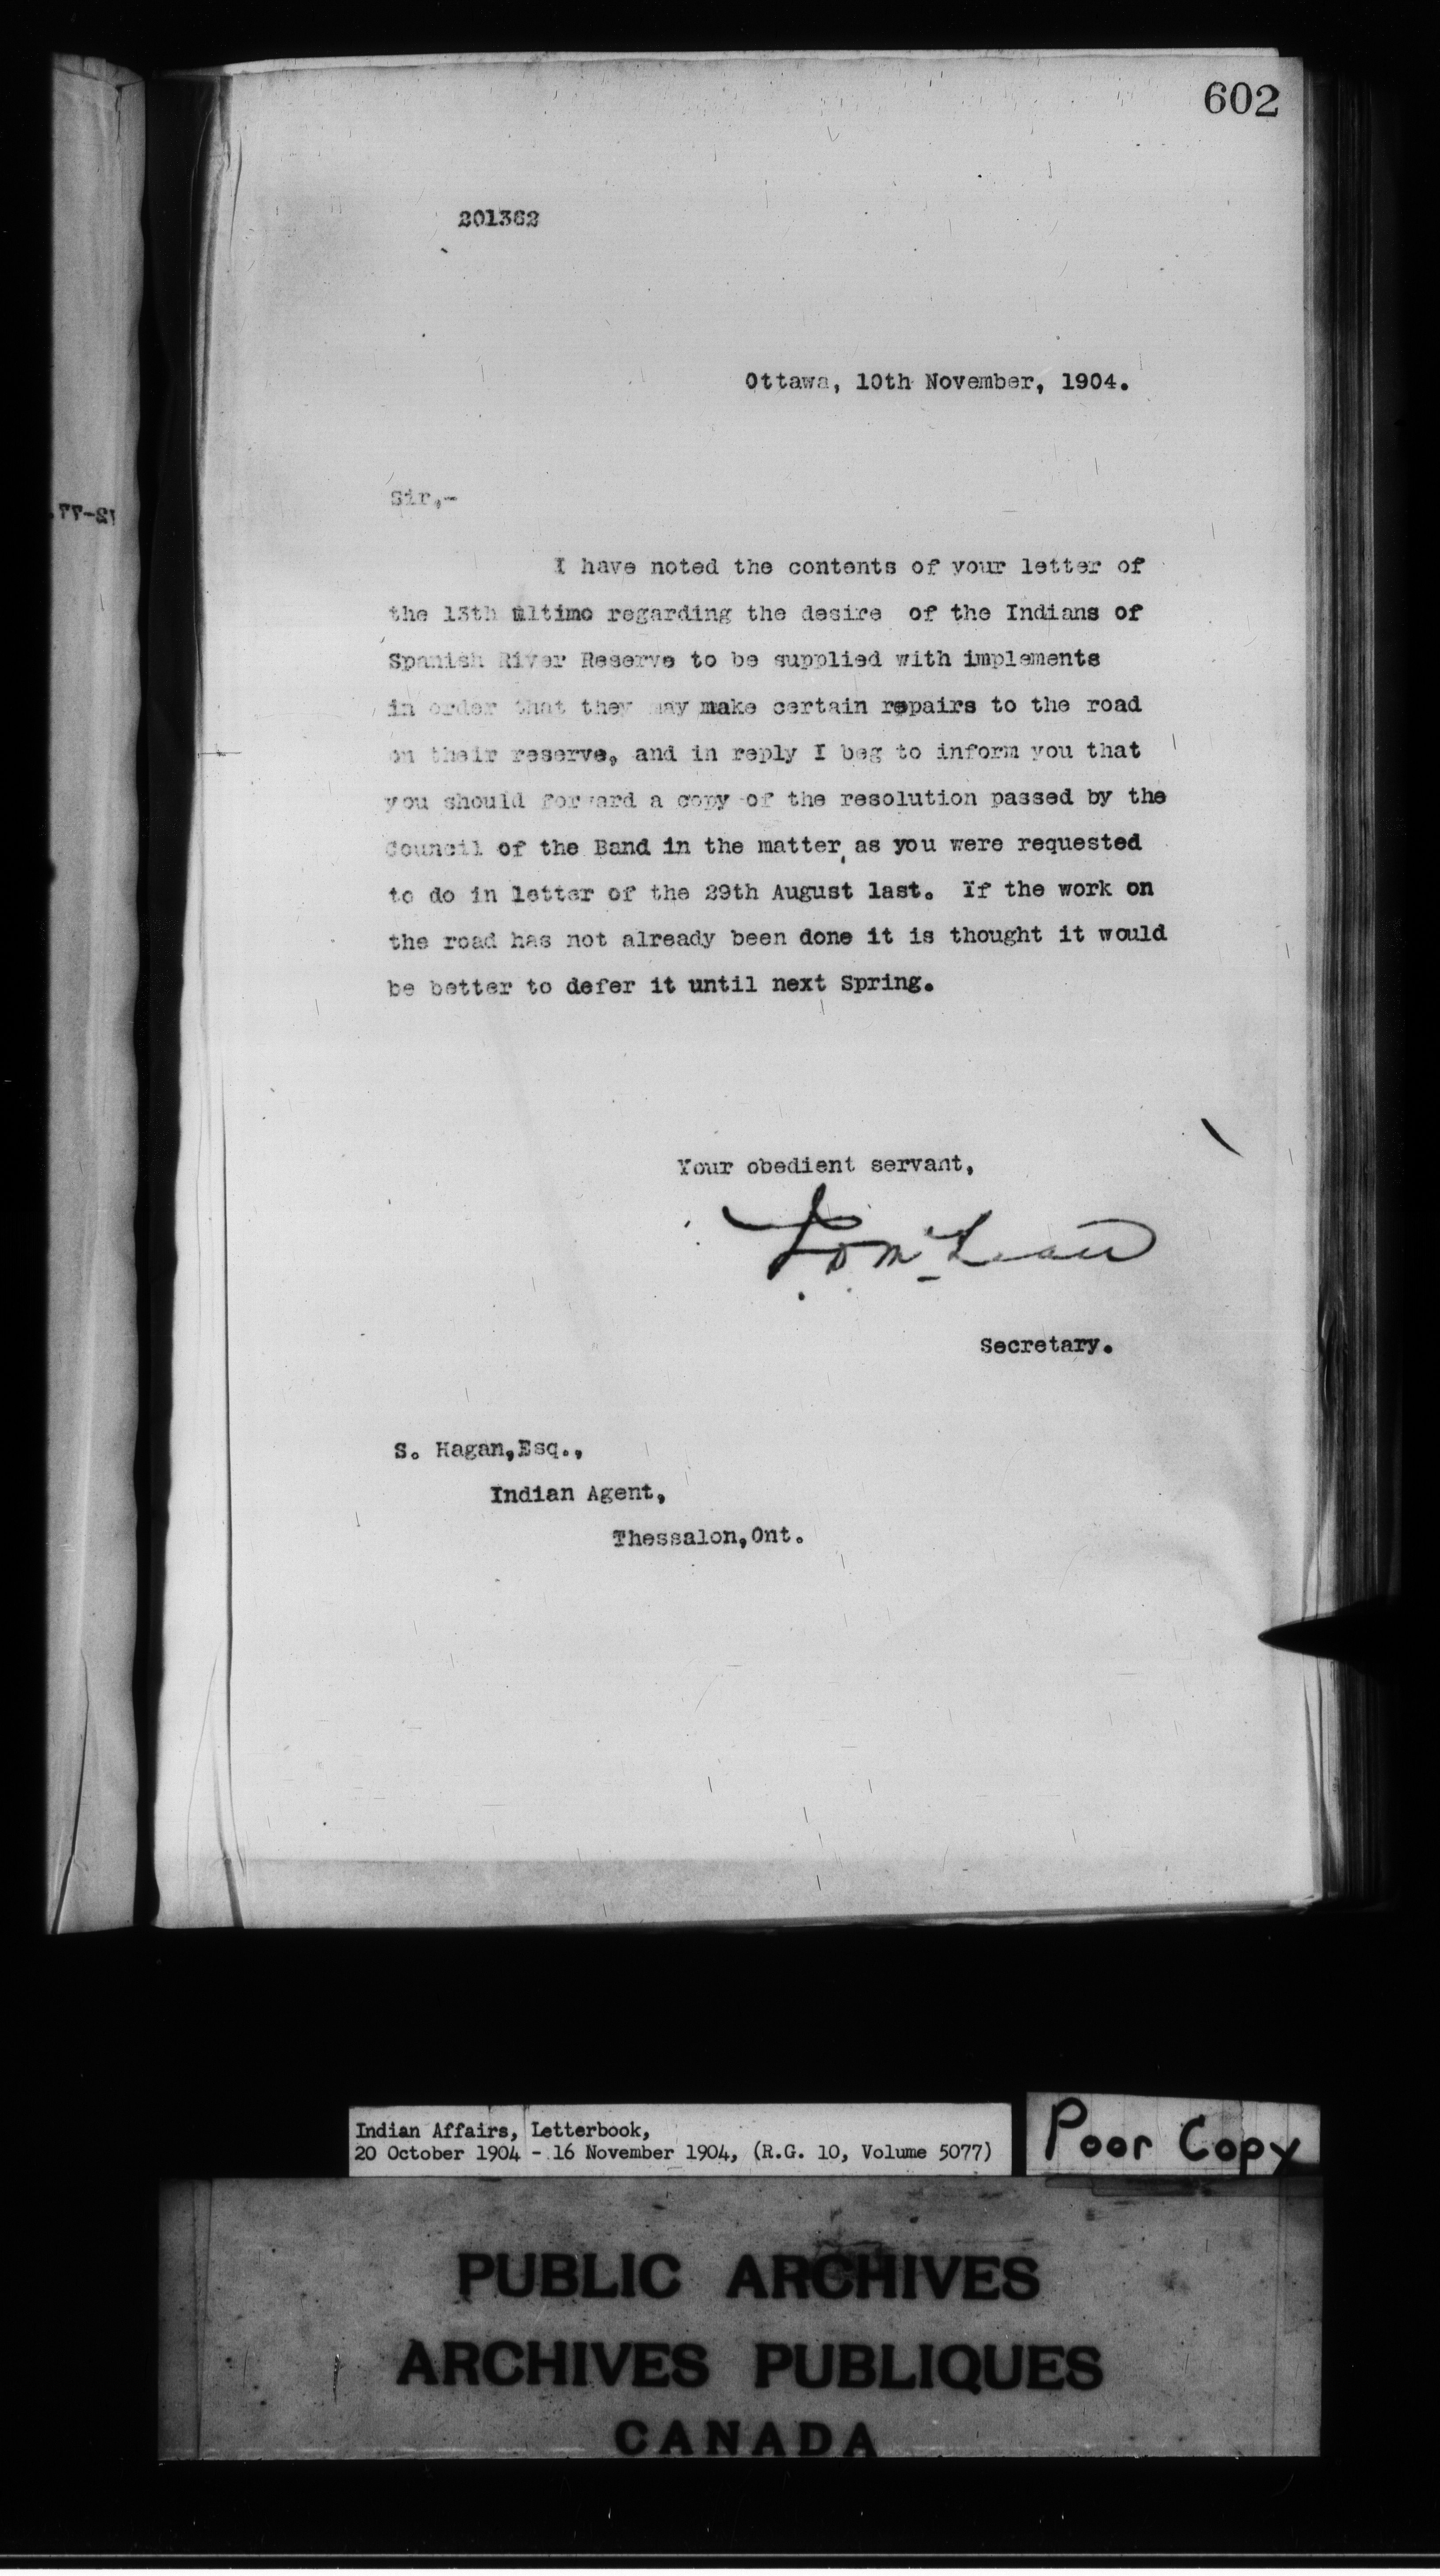 602
201362
Ottawa, 10th November, 1904.
Sir,-
I have noted the contents of your letter of
the 13th ultimo regarding the desire of the Indians of
Spanish River Reserve to be supplied with implements
in order that they may make certain repairs to the road
on their reserve, and in reply I beg to inform you that
you should forward a copy of the resolution passed by the
Council of the Band in the matter, as you were requested
to do in letter of the 29th August last. If the work on
the road has not already been done it is thought it would
be better to defer it until next Spring.
Your obedient servant,
Secretary.
S. Hagan,Esq.,
Indian Agent,
Thessalon,Ont.
Indian Affairs, Letterbook,
20 October 1904 - 16 November 1904, (R.G. 10, Volume 5077)
Poor Copy
PUBLIC ARCHIVES
ARCHIVES PUBLIQUES
CANADA